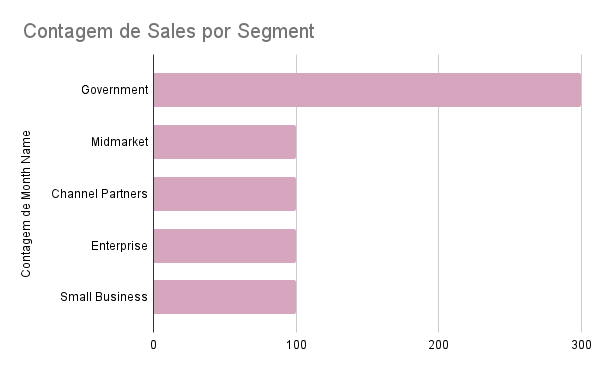 Contagem de Sales por Segment
Contagem de Month Name
Government
Midmarket
Channel Partners
Enterprise
Small Business
0 100 200 300